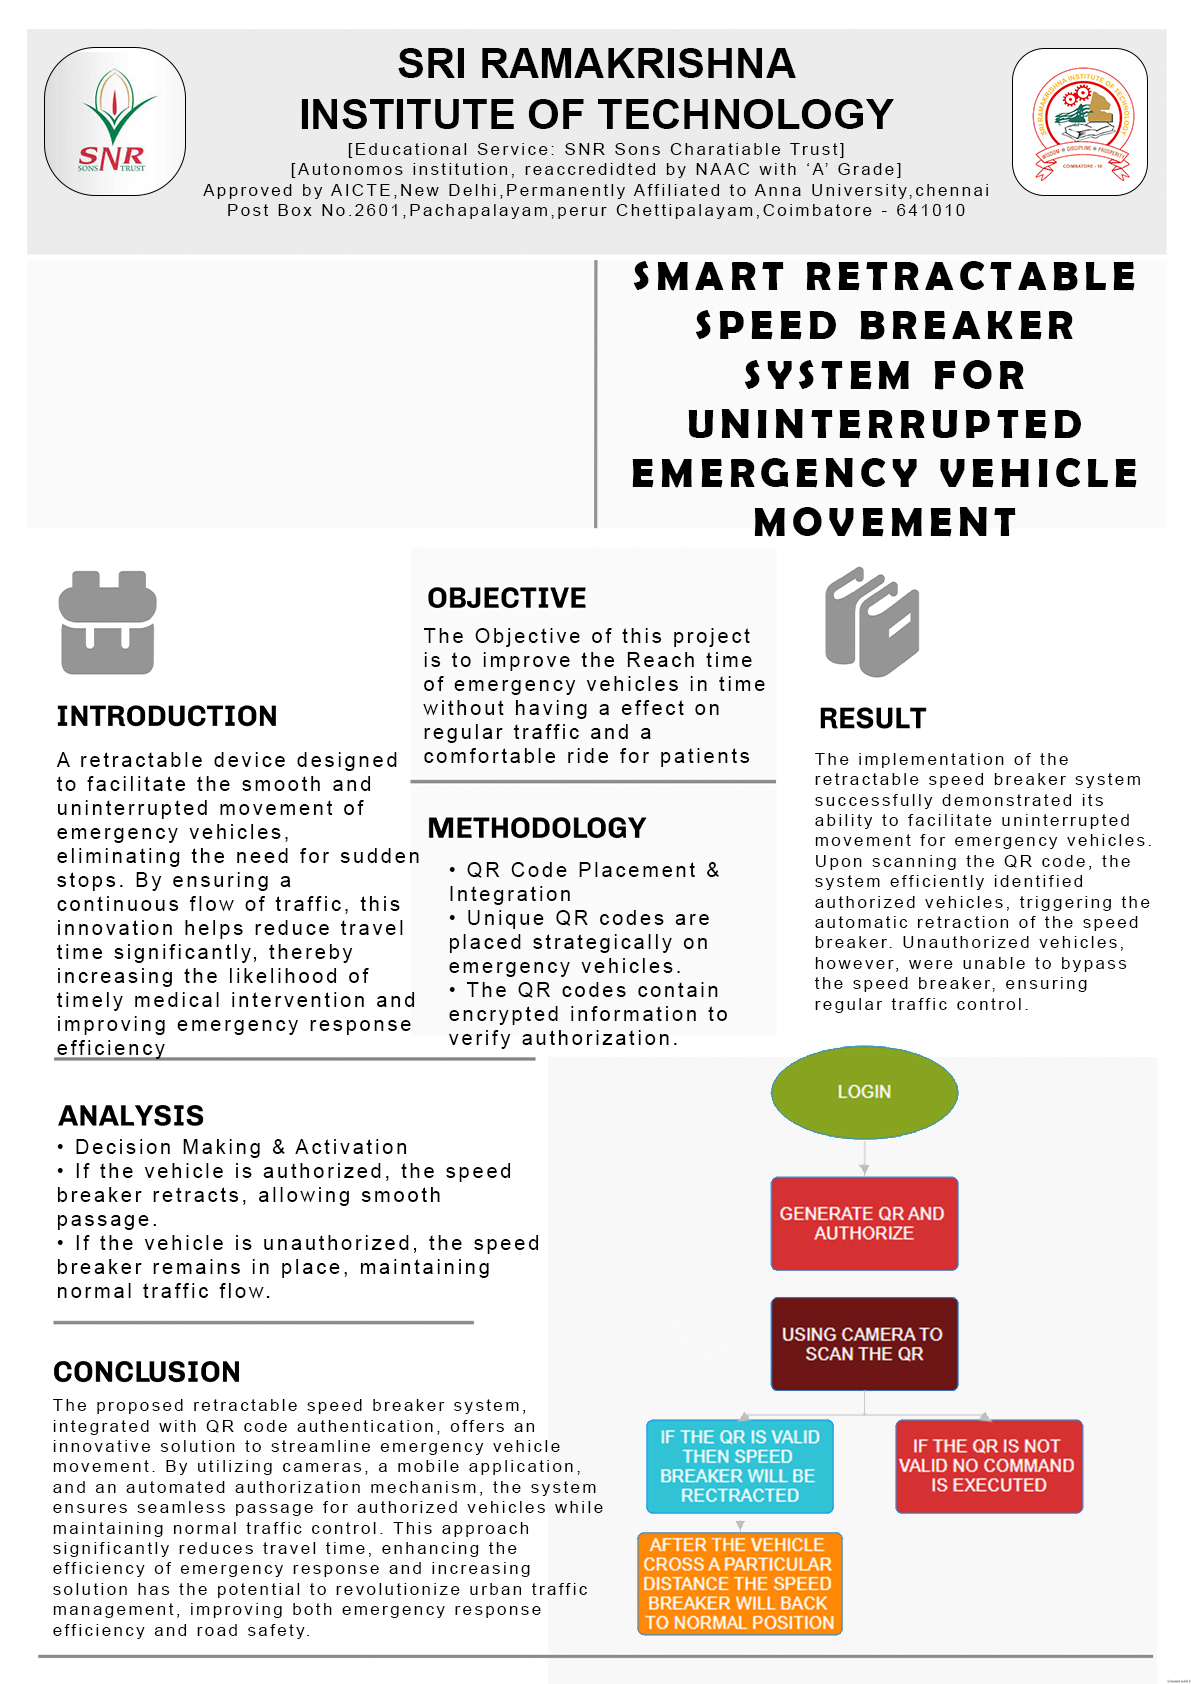 SRI RAMAKRISHNA
INSTITUTE OF TECHNOLOGY
[Educational Service: SNR Sons Charatiable Trust]
[Autonomos institution, reaccredidted by NAAC with ‘A’ Grade]
Approved by AICTE,New Delhi,Permanently Affiliated to Anna University,chennai
Post Box No.2601,Pachapalayam,perur Chettipalayam,Coimbatore - 641010
SNR
SONS TRUST
SRI RAMAKRISHNA INSTITUTE OF TECHNOLOGY
WISDOM DISCIPLINE PROSPERITY
COIMBATORE - 10
SMART RETRACTABLE
SPEED BREAKER
SYSTEM FOR
UNINTERRUPTED
EMERGENCY VEHICLE
MOVEMENT
INTRODUCTION
A retractable device designed
to facilitate the smooth and
uninterrupted movement of
emergency vehicles,
eliminating the need for sudden
stops. By ensuring a
continuous flow of traffic, this
innovation helps reduce travel
time significantly, thereby
increasing the likelihood of
timely medical intervention and
improving emergency response
efficiency
OBJECTIVE
The Objective of this project
is to improve the Reach time
of emergency vehicles in time
without having a effect on
regular traffic and a
comfortable ride for patients
METHODOLOGY
• QR Code Placement &
Integration
• Unique QR codes are
placed strategically on
emergency vehicles.
• The QR codes contain
encrypted information to
verify authorization.
RESULT
The implementation of the
retractable speed breaker system
successfully demonstrated its
ability to facilitate uninterrupted
movement for emergency vehicles.
Upon scanning the QR code, the
system efficiently identified
authorized vehicles, triggering the
automatic retraction of the speed
breaker. Unauthorized vehicles,
however, were unable to bypass
the speed breaker, ensuring
regular traffic control.
ANALYSIS
• Decision Making & Activation
• If the vehicle is authorized, the speed
breaker retracts, allowing smooth
passage.
• If the vehicle is unauthorized, the speed
breaker remains in place, maintaining
normal traffic flow.
CONCLUSION
The proposed retractable speed breaker system,
integrated with QR code authentication, offers an
innovative solution to streamline emergency vehicle
movement. By utilizing cameras, a mobile application,
and an automated authorization mechanism, the system
ensures seamless passage for authorized vehicles while
maintaining normal traffic control. This approach
significantly reduces travel time, enhancing the
efficiency of emergency response and increasing
solution has the potential to revolutionize urban traffic
management, improving both emergency response
efficiency and road safety.
LOGIN
GENERATE QR AND
AUTHORIZE
USING CAMERA TO
SCAN THE QR
IF THE QR IS VALID
THEN SPEED
BREAKER WILL BE
RECTRACTED
IF THE QR IS NOT
VALID NO COMMAND
IS EXECUTED
AFTER THE VEHICLE
CROSS A PARTICULAR
DISTANCE THE SPEED
BREAKER WILL BACK
TO NORMAL POSITION